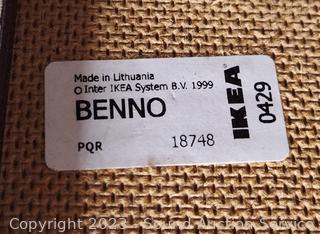 Made in Lithuania
© Inter IKEA System B.V. 1999
BENNO
PQR 18748
IKEA
0429
Copyright 2023 - Sound Auction Service